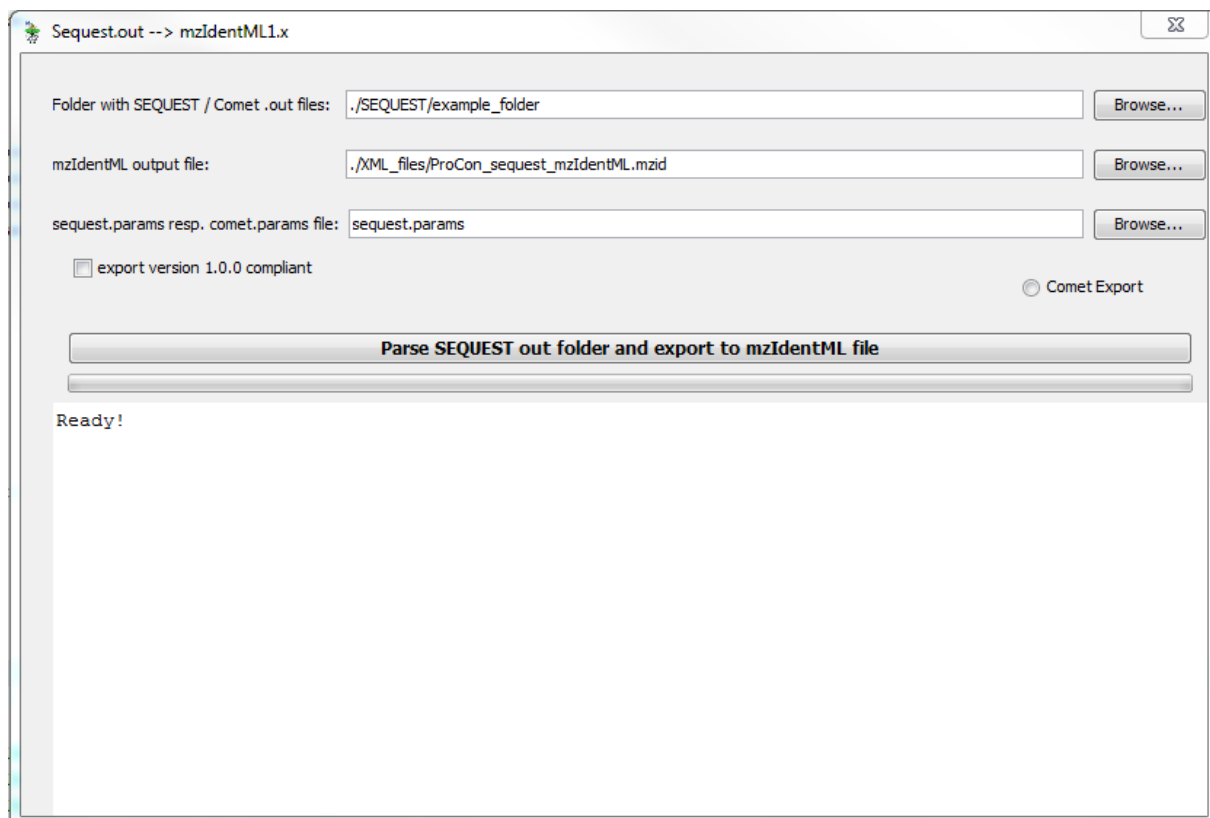 Sequest.out --> mzIdentML1.x
Folder with SEQUEST / Comet .out files: ./SEQUEST/example_folder Browse...
mzIdentML output file: ./XML_files/ProCon_sequest_mzIdentML.mzid Browse...
sequest.params resp. comet.params file: sequest.params Browse...
export version 1.0.0 compliant
Comet Export
Parse SEQUEST out folder and export to mzIdentML file
Ready!